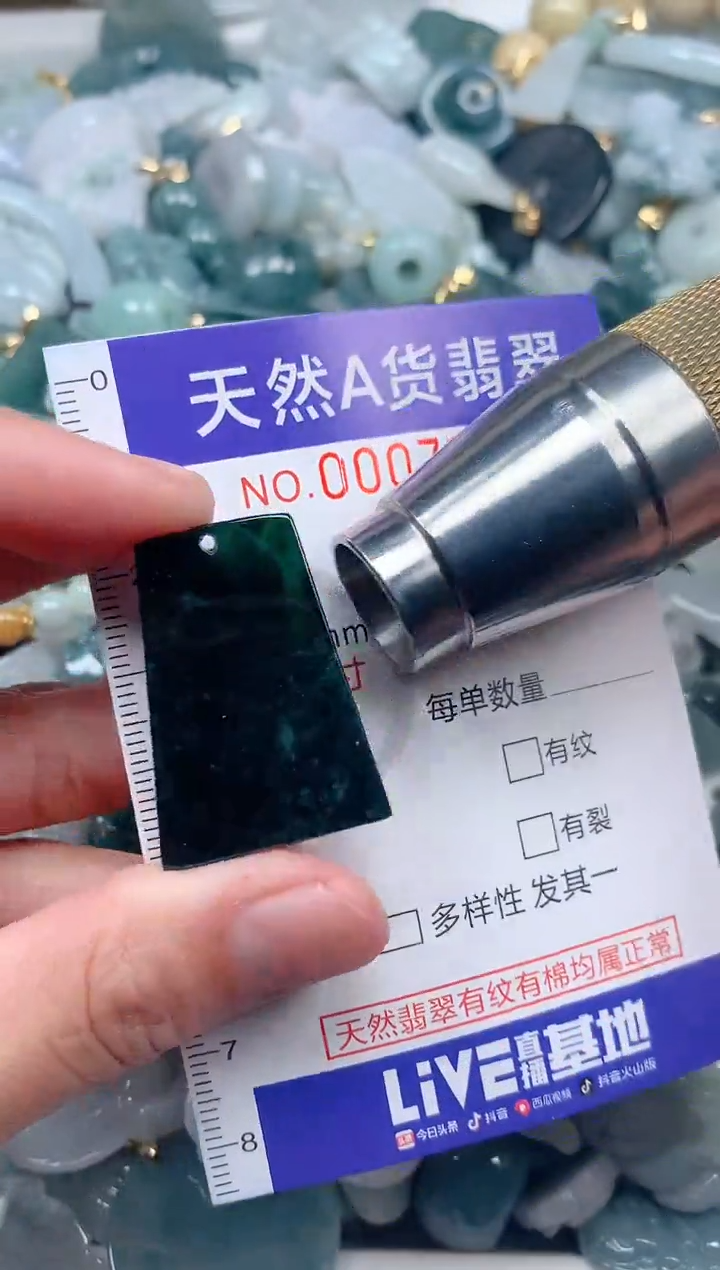 0
天然A货翡翠
NO.0007
mm
寸
每单数量
有纹
有裂
多样性 发其一
天然翡翠有纹有棉均属正常
7
LiVE直播基地
8
头条 今日头条 抖音 西瓜视频 抖音火山版